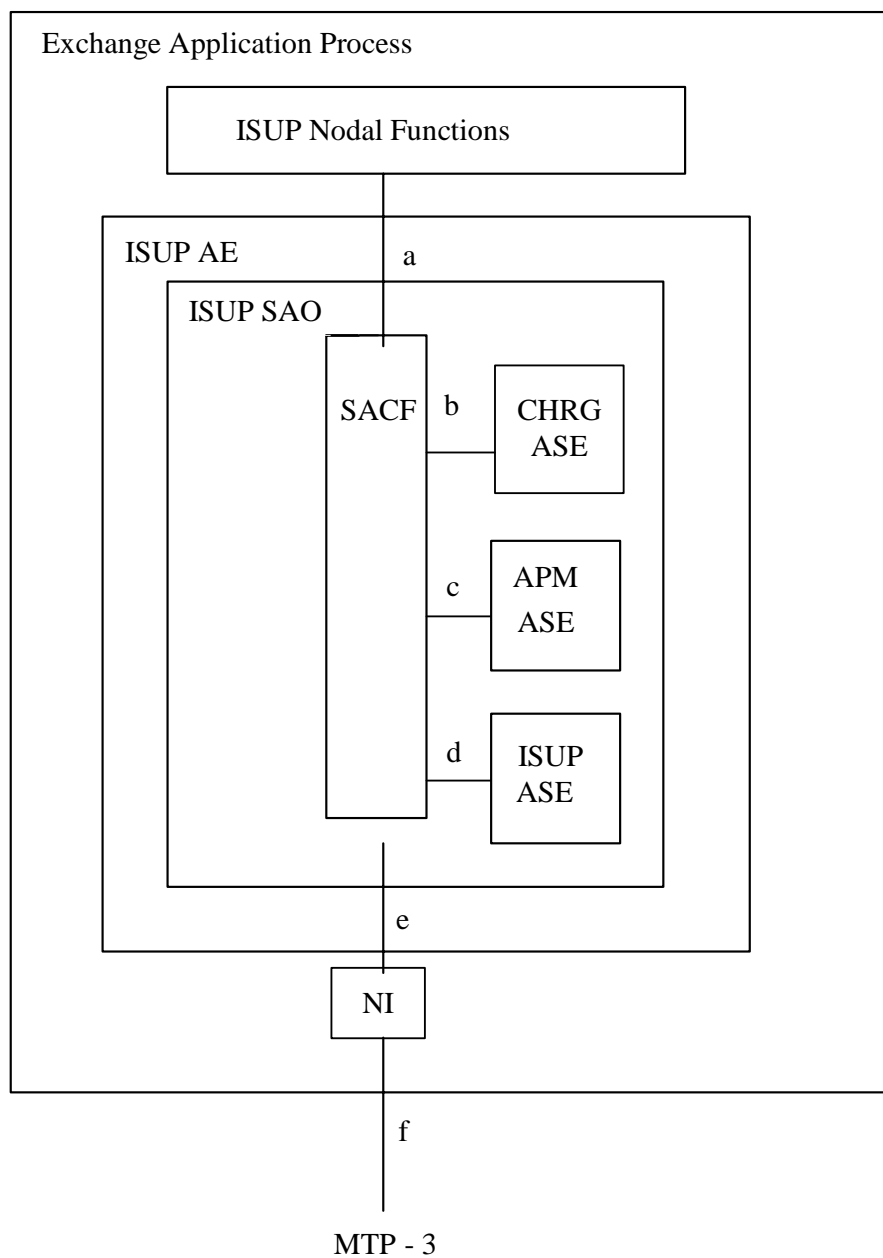 Exchange Application Process
ISUP Nodal Functions
ISUP AE
a
ISUP SAO
SACF
b
CHRG
ASE
c
APM
ASE
d
ISUP
ASE
e
NI
f
MTP - 3